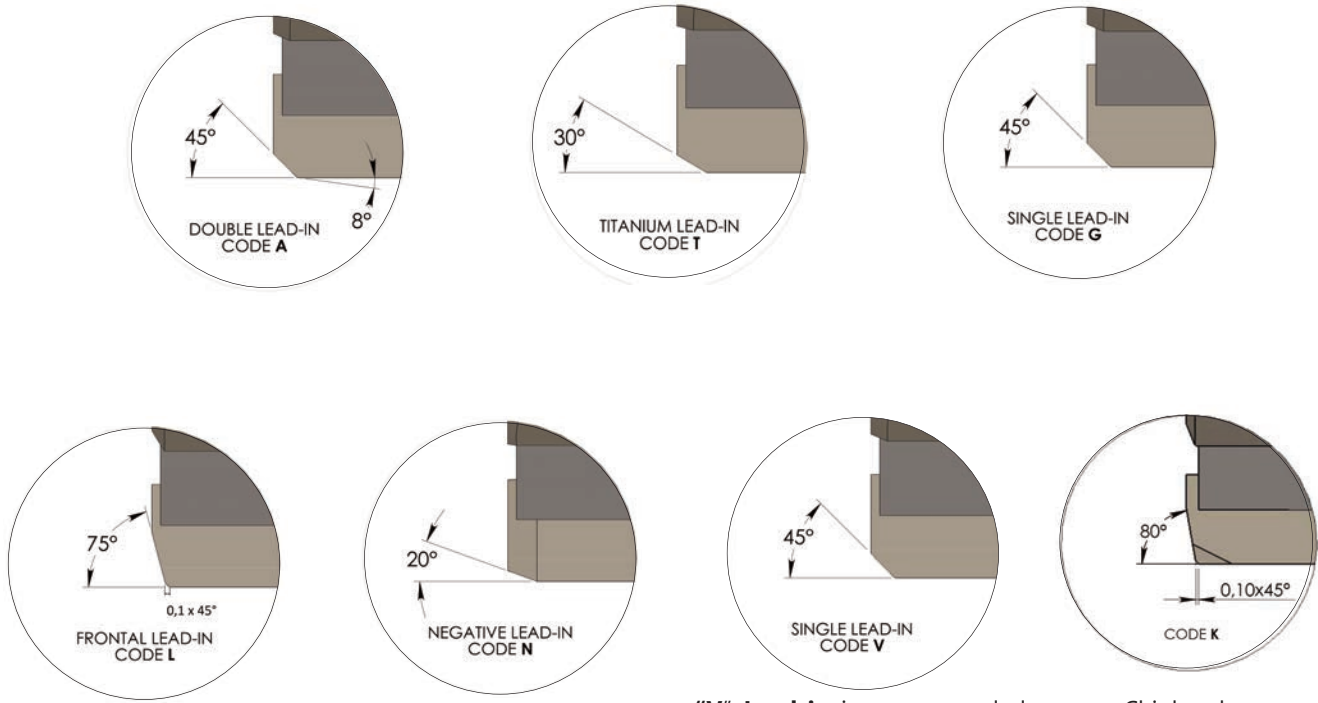 45°
8°
DOUBLE LEAD-IN
CODE A
30°
TITANIUM LEAD-IN
CODE T
45°
SINGLE LEAD-IN
CODE G
75°
0,1 x 45°
FRONTAL LEAD-IN
CODE L
20°
NEGATIVE LEAD-IN
CODE N
45°
SINGLE LEAD-IN
CODE V
80°
0,10x45°
CODE K